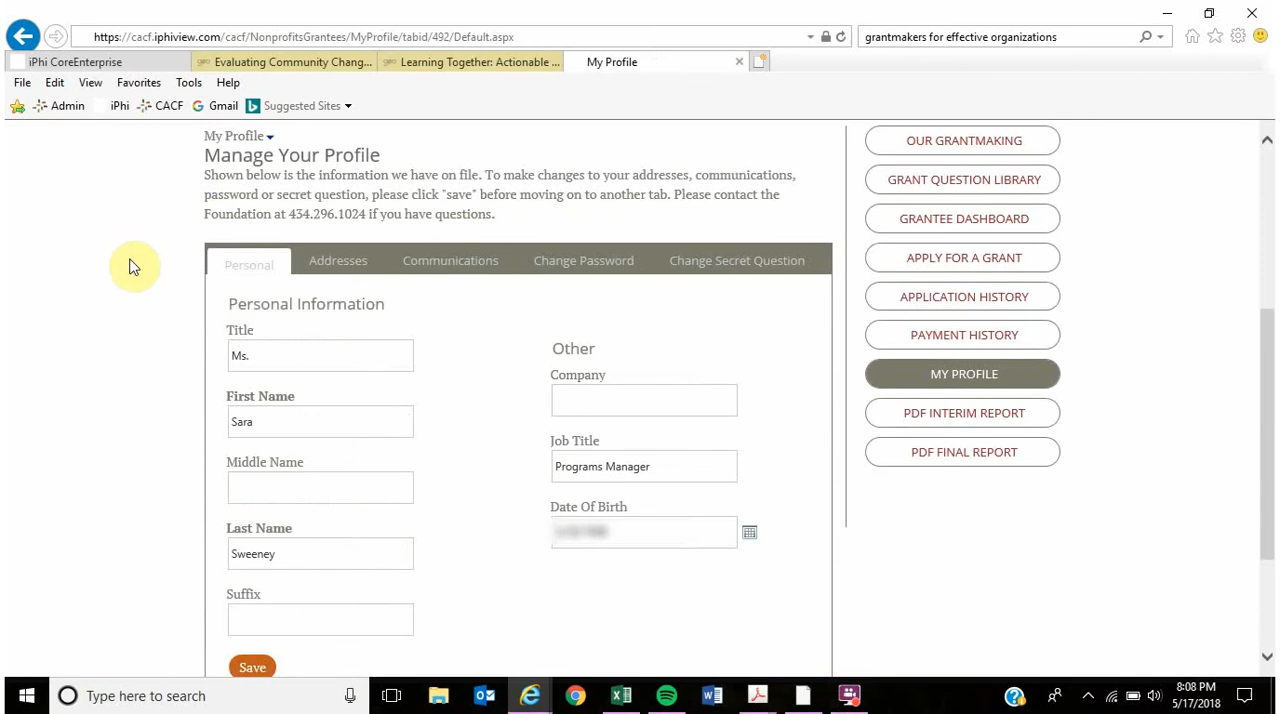 https://cacf.iphiview.com/cacf/NonprofitsGrantees/MyProfile/tabid/492/Default.aspx
grantmakers for effective organizations
iPhi CoreEnterprise
Evaluating Community Chang...
Learning Together: Actionable ...
My Profile
File Edit View Favorites Tools Help
Admin iPhi CACF Gmail Suggested Sites
My Profile
Manage Your Profile
Shown below is the information we have on file. To make changes to your addresses, communications,
password or secret question, please click "save" before moving on to another tab. Please contact the
Foundation at 434.296.1024 if you have questions.
Personal Addresses Communications Change Password Change Secret Question
Personal Information
Title
Ms.
First Name
Sara
Middle Name
Last Name
Sweeney
Suffix
Save
Other
Company
Job Title
Programs Manager
Date Of Birth
OUR GRANTMAKING
GRANT QUESTION LIBRARY
GRANTEE DASHBOARD
APPLY FOR A GRANT
APPLICATION HISTORY
PAYMENT HISTORY
MY PROFILE
PDF INTERIM REPORT
PDF FINAL REPORT
Type here to search
8:08 PM
5/17/2018